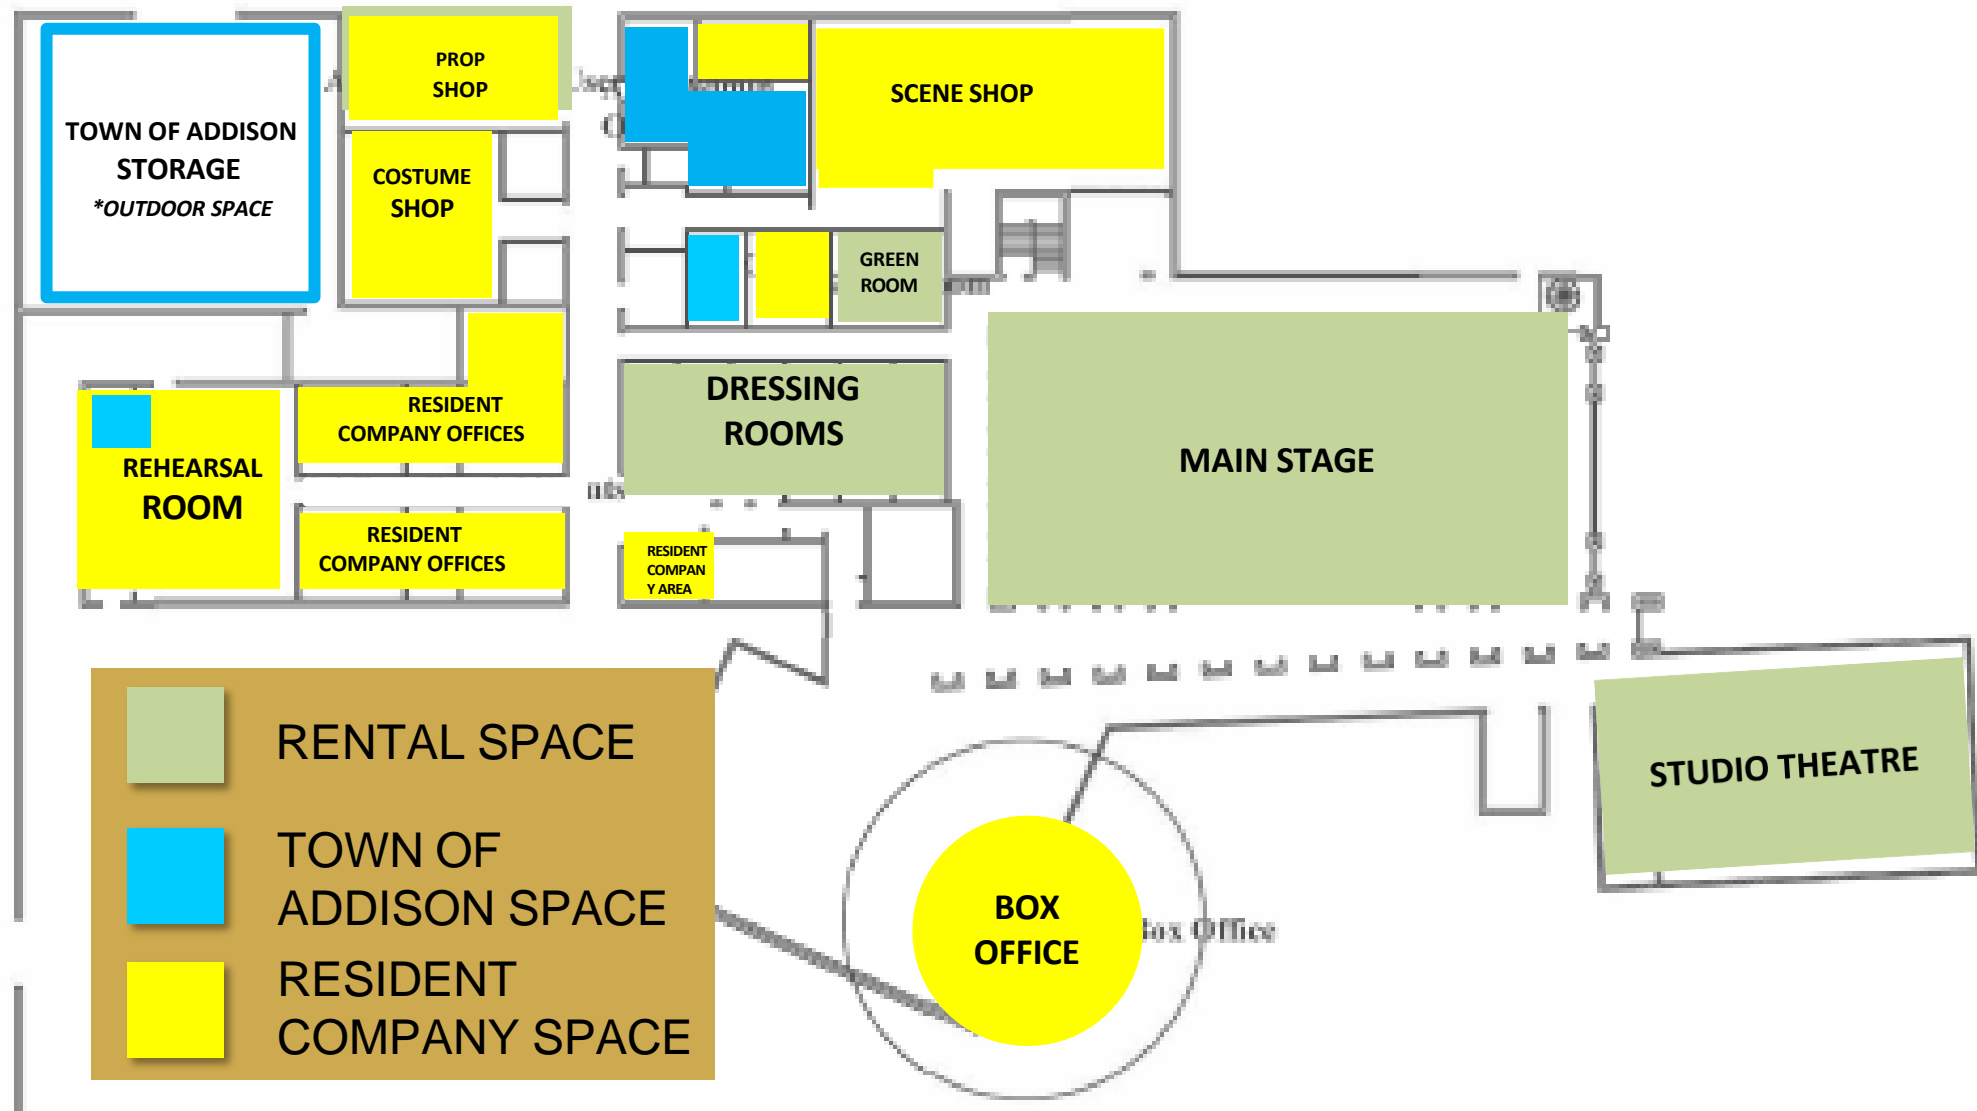 TOWN OF ADDISON
STORAGE
*OUTDOOR SPACE
PROP
SHOP
COSTUME
SHOP
SCENE SHOP
GREEN
ROOM
DRESSING
ROOMS
MAIN STAGE
RESIDENT
COMPANY OFFICES
REHEARSAL
ROOM
RESIDENT
COMPANY OFFICES
RESIDENT
COMPAN
Y AREA
STUDIO THEATRE
BOX
OFFICE
Office
RENTAL SPACE
TOWN OF
ADDISON SPACE
RESIDENT
COMPANY SPACE